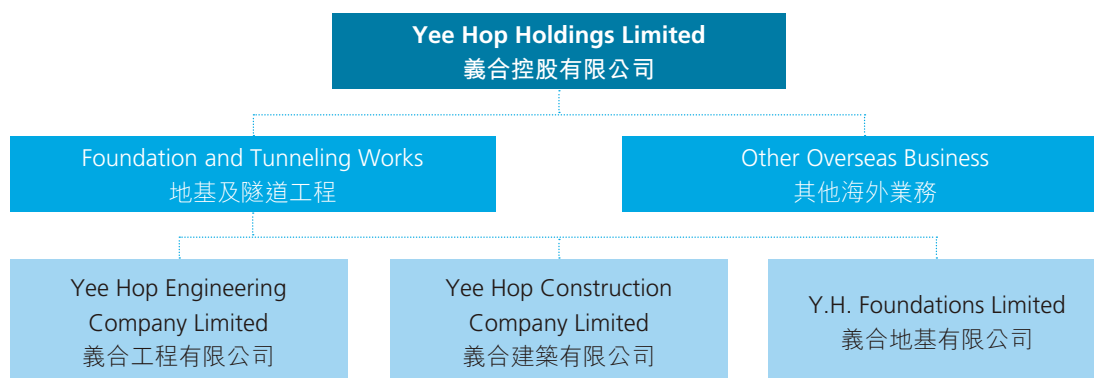 Yee Hop Holdings Limited
義合控股有限公司
Foundation and Tunneling Works
地基及隧道工程
Other Overseas Business
其他海外業務
Yee Hop Engineering
Company Limited
義合工程有限公司
Yee Hop Construction
Company Limited
義合建築有限公司
Y.H. Foundations Limited
義合地基有限公司